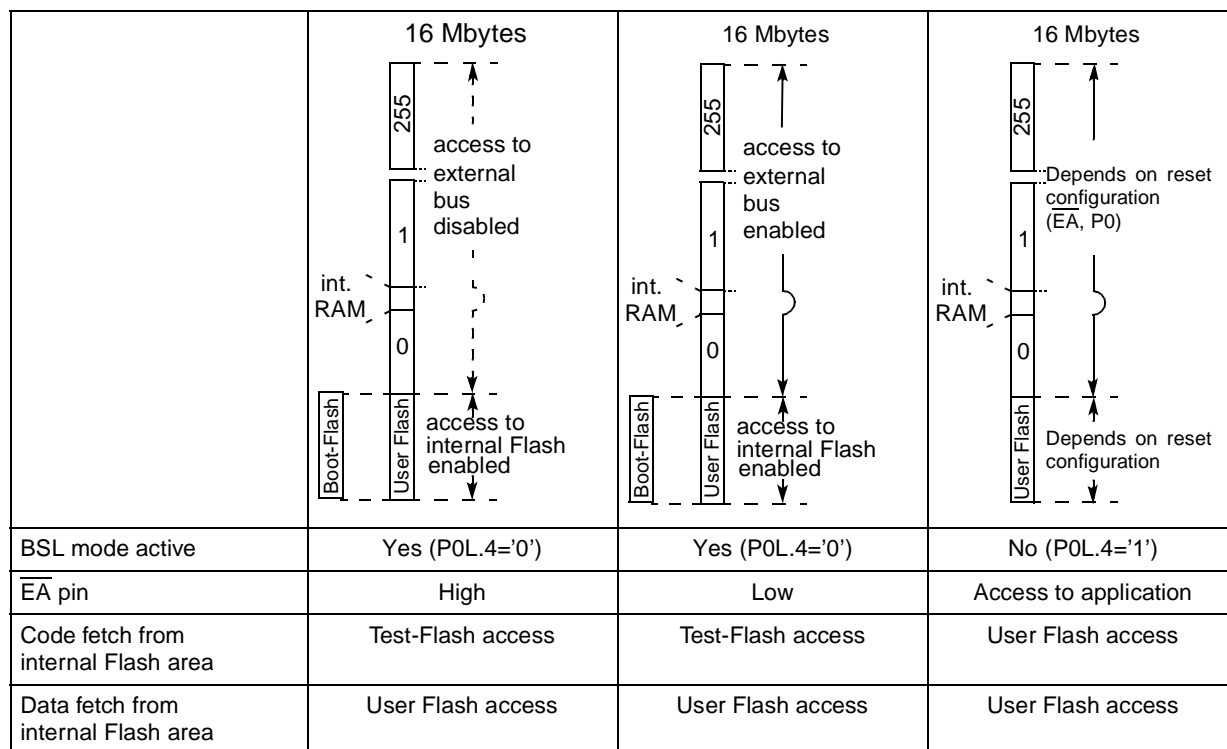 16 Mbytes
255
access to
external
bus
disabled
1
int.
RAM
0
Boot-Flash
User Flash
access to
internal Flash
enabled
16 Mbytes
255
access to
external
bus
enabled
1
int.
RAM
0
Boot-Flash
User Flash
access to
internal Flash
enabled
16 Mbytes
255
Depends on reset
configuration
(E̅A̅, P0)
1
int.
RAM
0
User Flash
Depends on reset
configuration
BSL mode active Yes (P0L.4='0') Yes (P0L.4='0') No (P0L.4='1')
E̅A̅ pin High Low Access to application
Code fetch from
internal Flash area Test-Flash access Test-Flash access User Flash access
Data fetch from
internal Flash area User Flash access User Flash access User Flash access